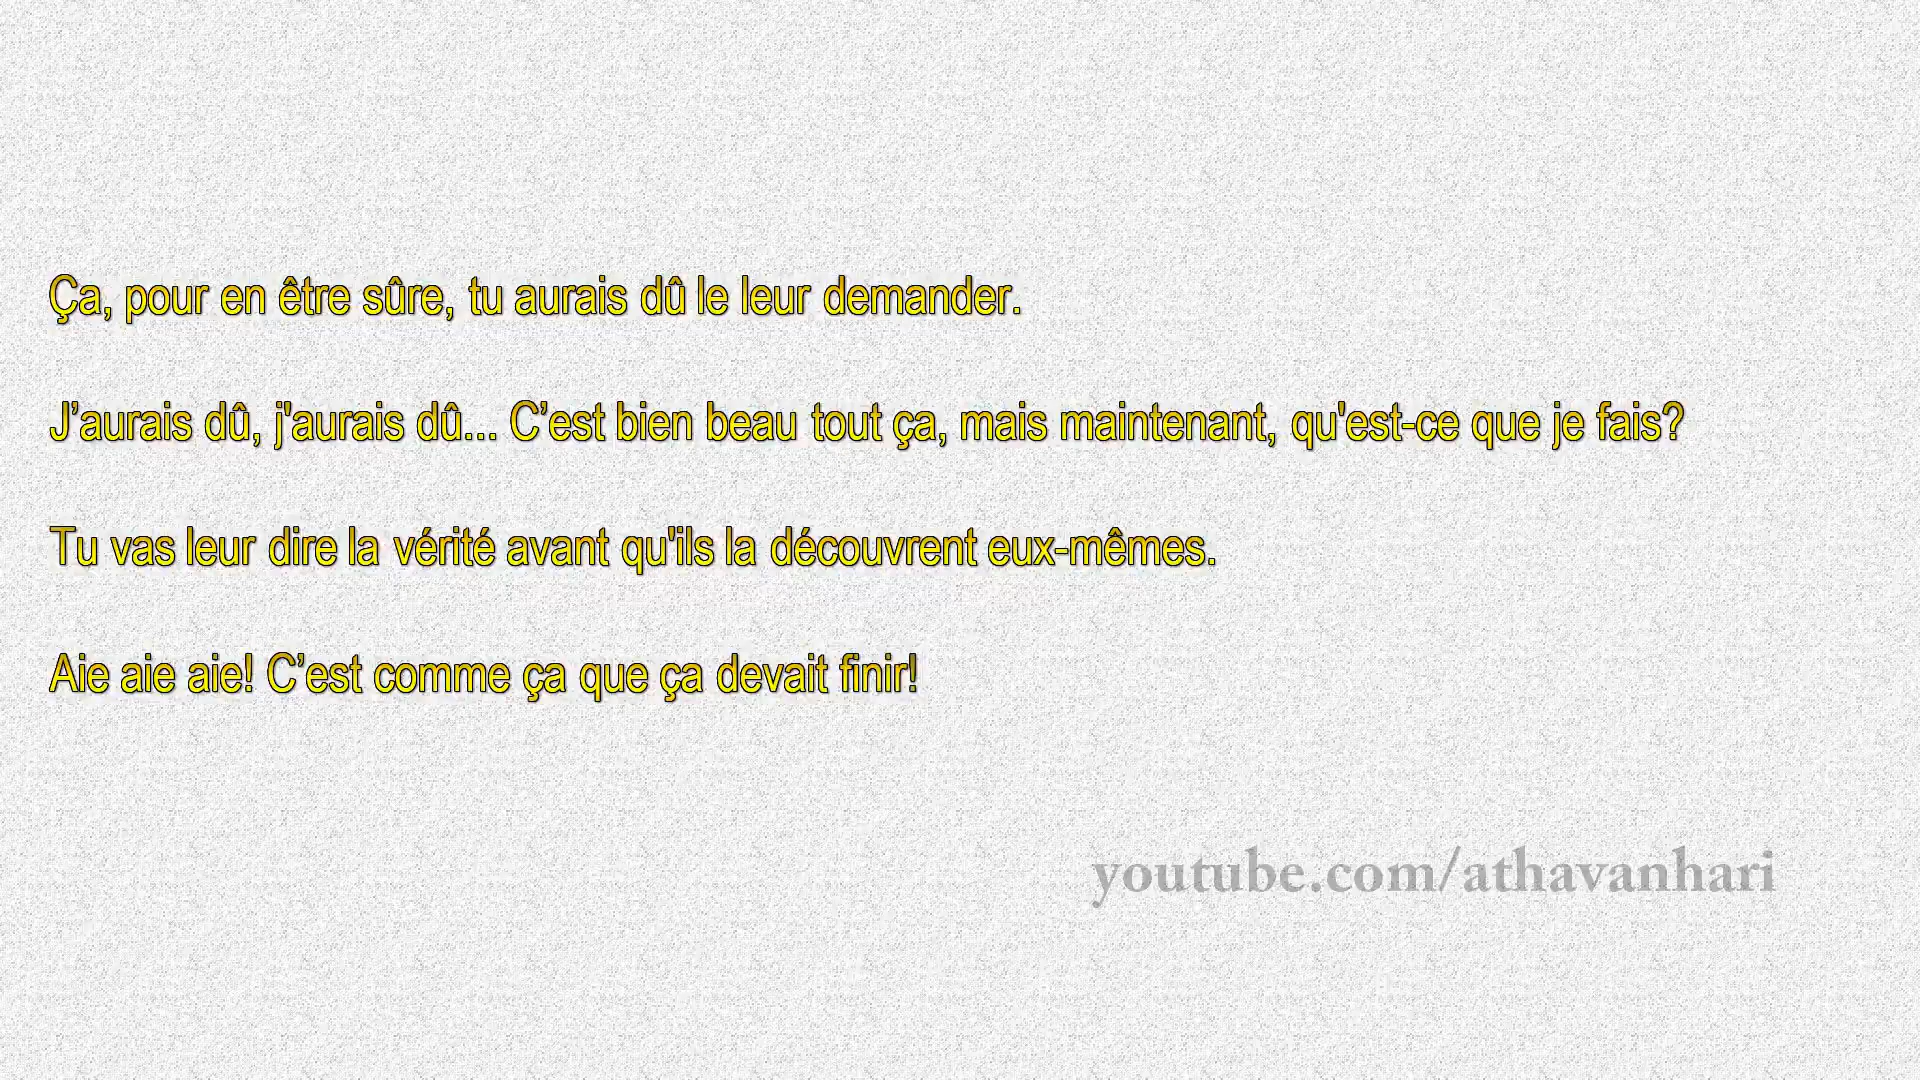 Ça, pour en être sûre, tu aurais dû le leur demander.
J’aurais dû, j'aurais dû... C’est bien beau tout ça, mais maintenant, qu'est-ce que je fais?
Tu vas leur dire la vérité avant qu'ils la découvrent eux-mêmes.
Aie aie aie! C’est comme ça que ça devait finir!
youtube.com/athavanhari